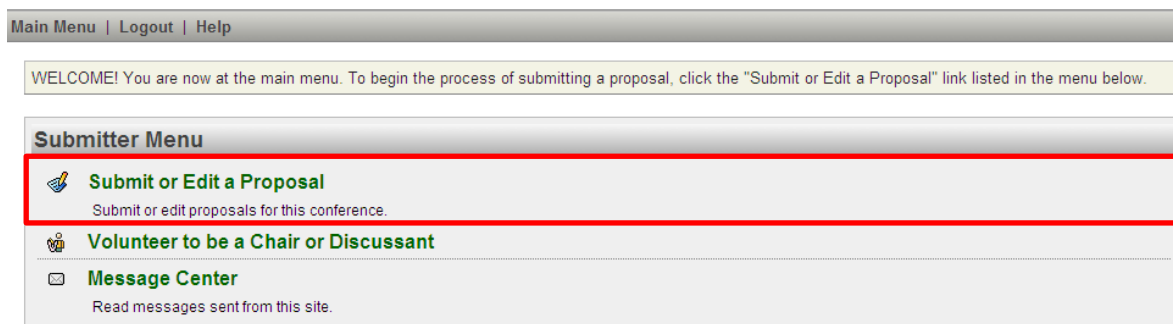 Main Menu | Logout | Help
WELCOME! You are now at the main menu. To begin the process of submitting a proposal, click the "Submit or Edit a Proposal" link listed in the menu below.
Submitter Menu
Submit or Edit a Proposal
Submit or edit proposals for this conference.
Volunteer to be a Chair or Discussant
Message Center
Read messages sent from this site.